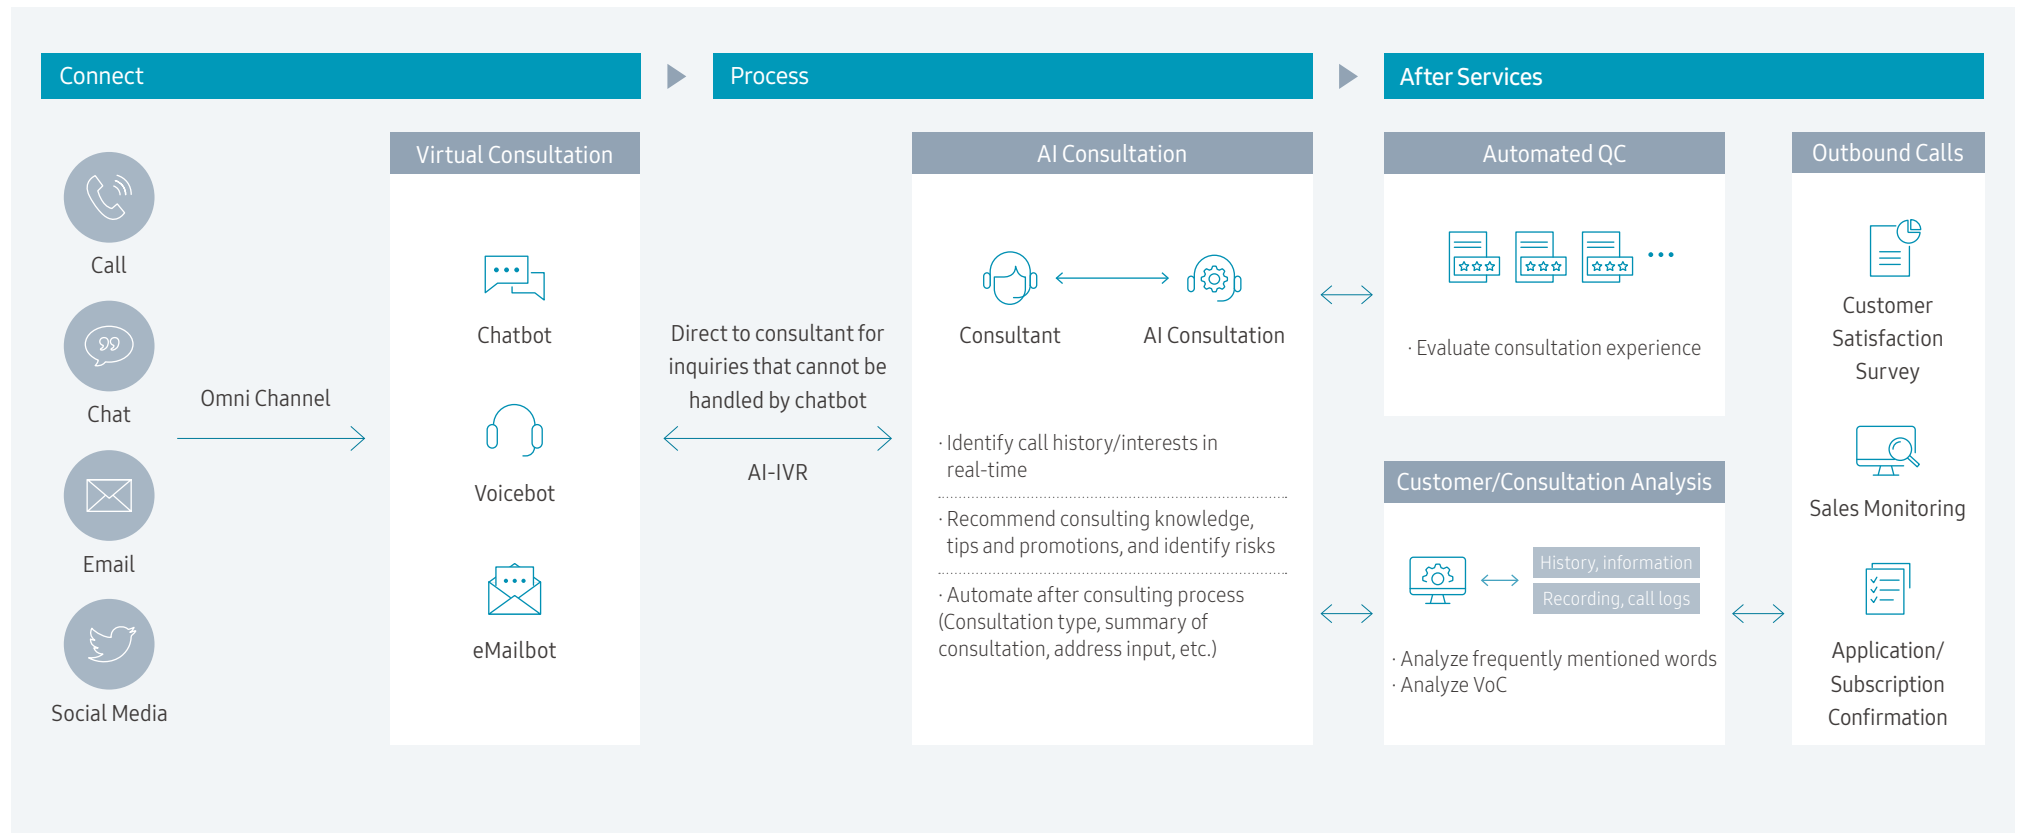 Connect
Process
After Services
Call
Chat
Email
Social Media
Omni Channel
Virtual Consultation
Chatbot
Voicebot
eMailbot
Direct to consultant for
inquiries that cannot be
handled by chatbot
AI-IVR
AI Consultation
Consultant
AI Consultation
· Identify call history/interests in
real-time
· Recommend consulting knowledge,
tips and promotions, and identify risks
· Automate after consulting process
(Consultation type, summary of
consultation, address input, etc.)
Automated QC
· Evaluate consultation experience
Customer/Consultation Analysis
History, information
Recording, call logs
· Analyze frequently mentioned words
· Analyze VoC
Outbound Calls
Customer
Satisfaction
Survey
Sales Monitoring
Application/
Subscription
Confirmation